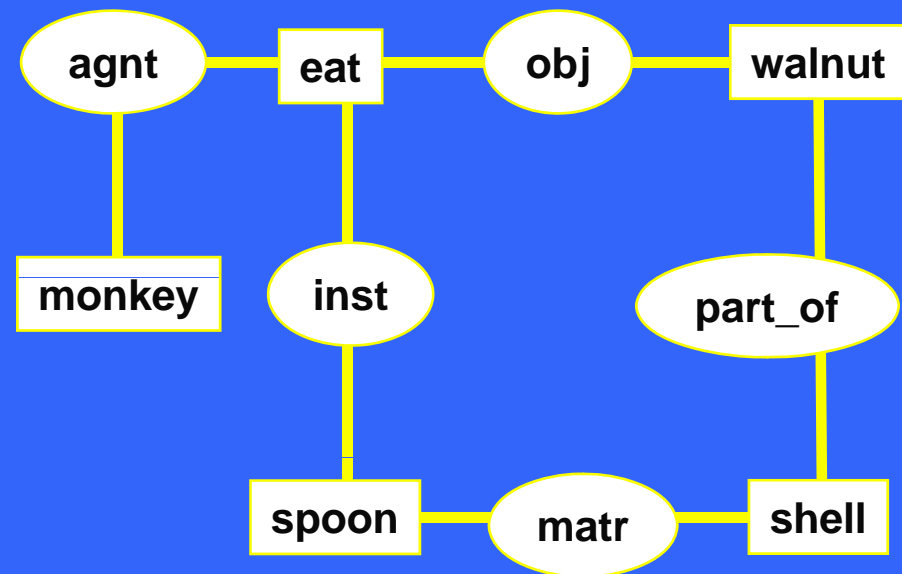 agnt
eat
obj
walnut
monkey
inst
part_of
spoon
matr
shell